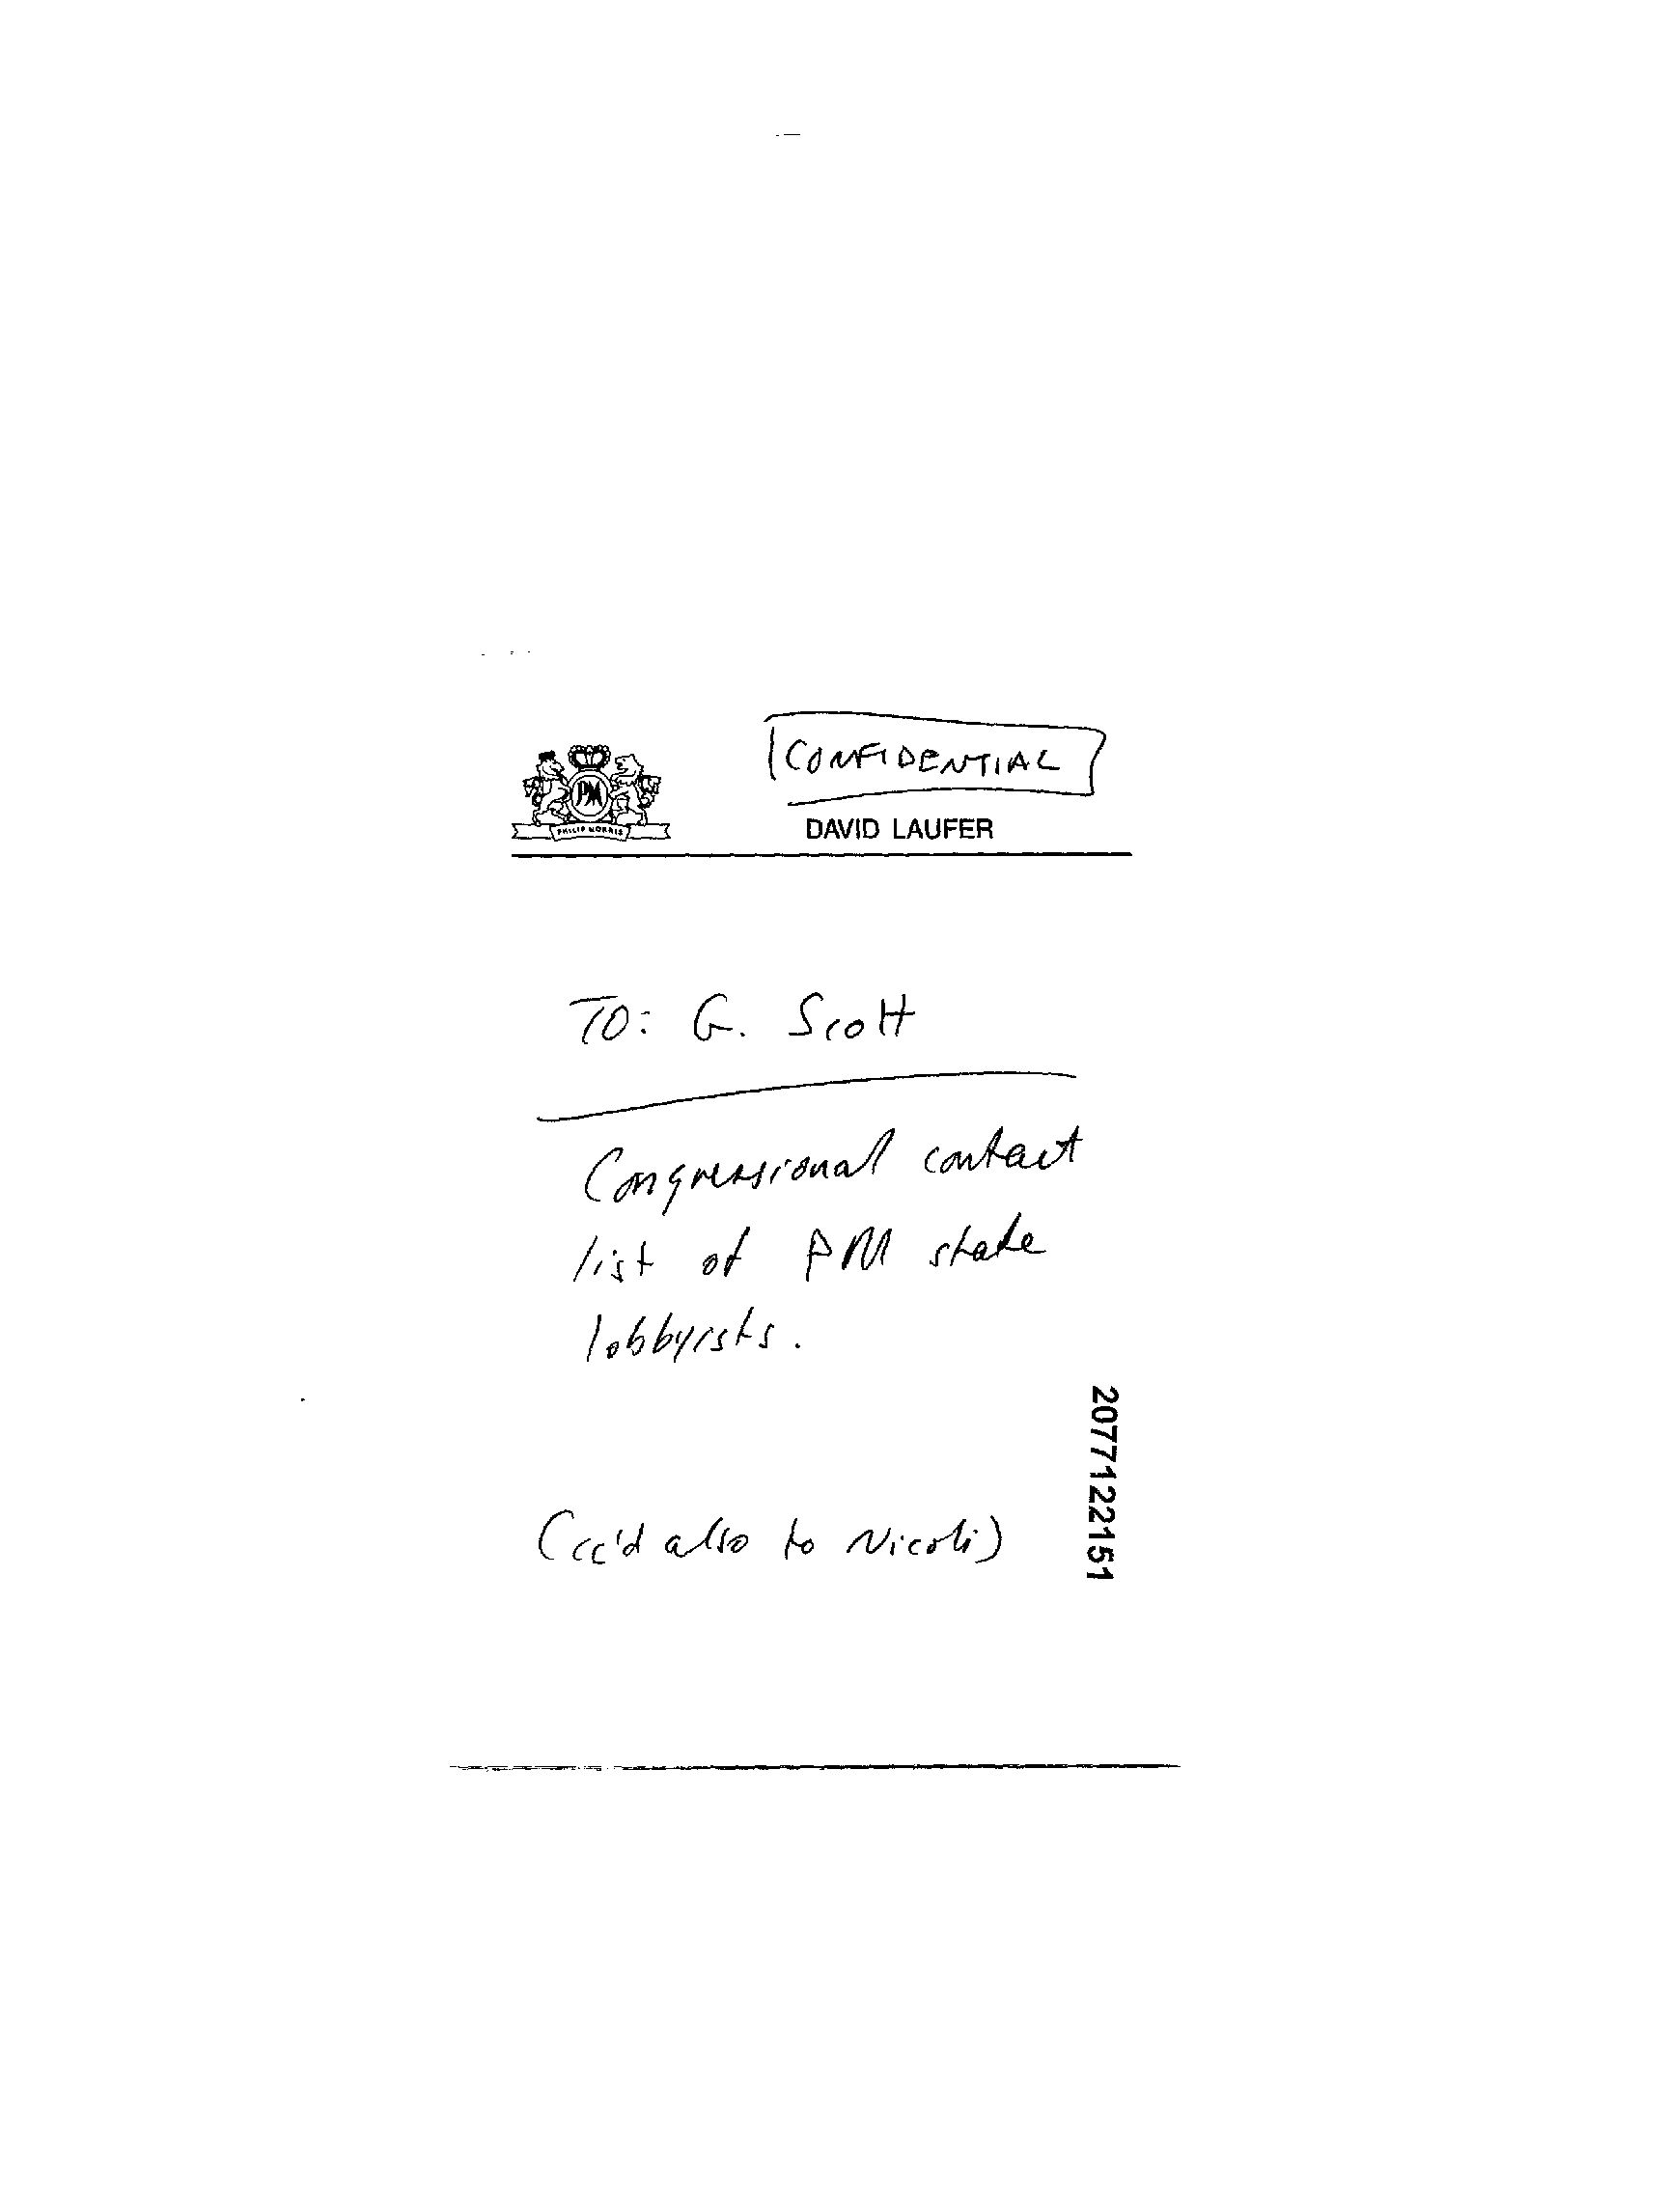 CONFIDENTIAL
PM
PHILIP MORRIS
DAVID LAUFER
TO: G. Scott
Congressional contact
list of PM state
lobbyists.
2077122151
(cc'd also to Nicoli)